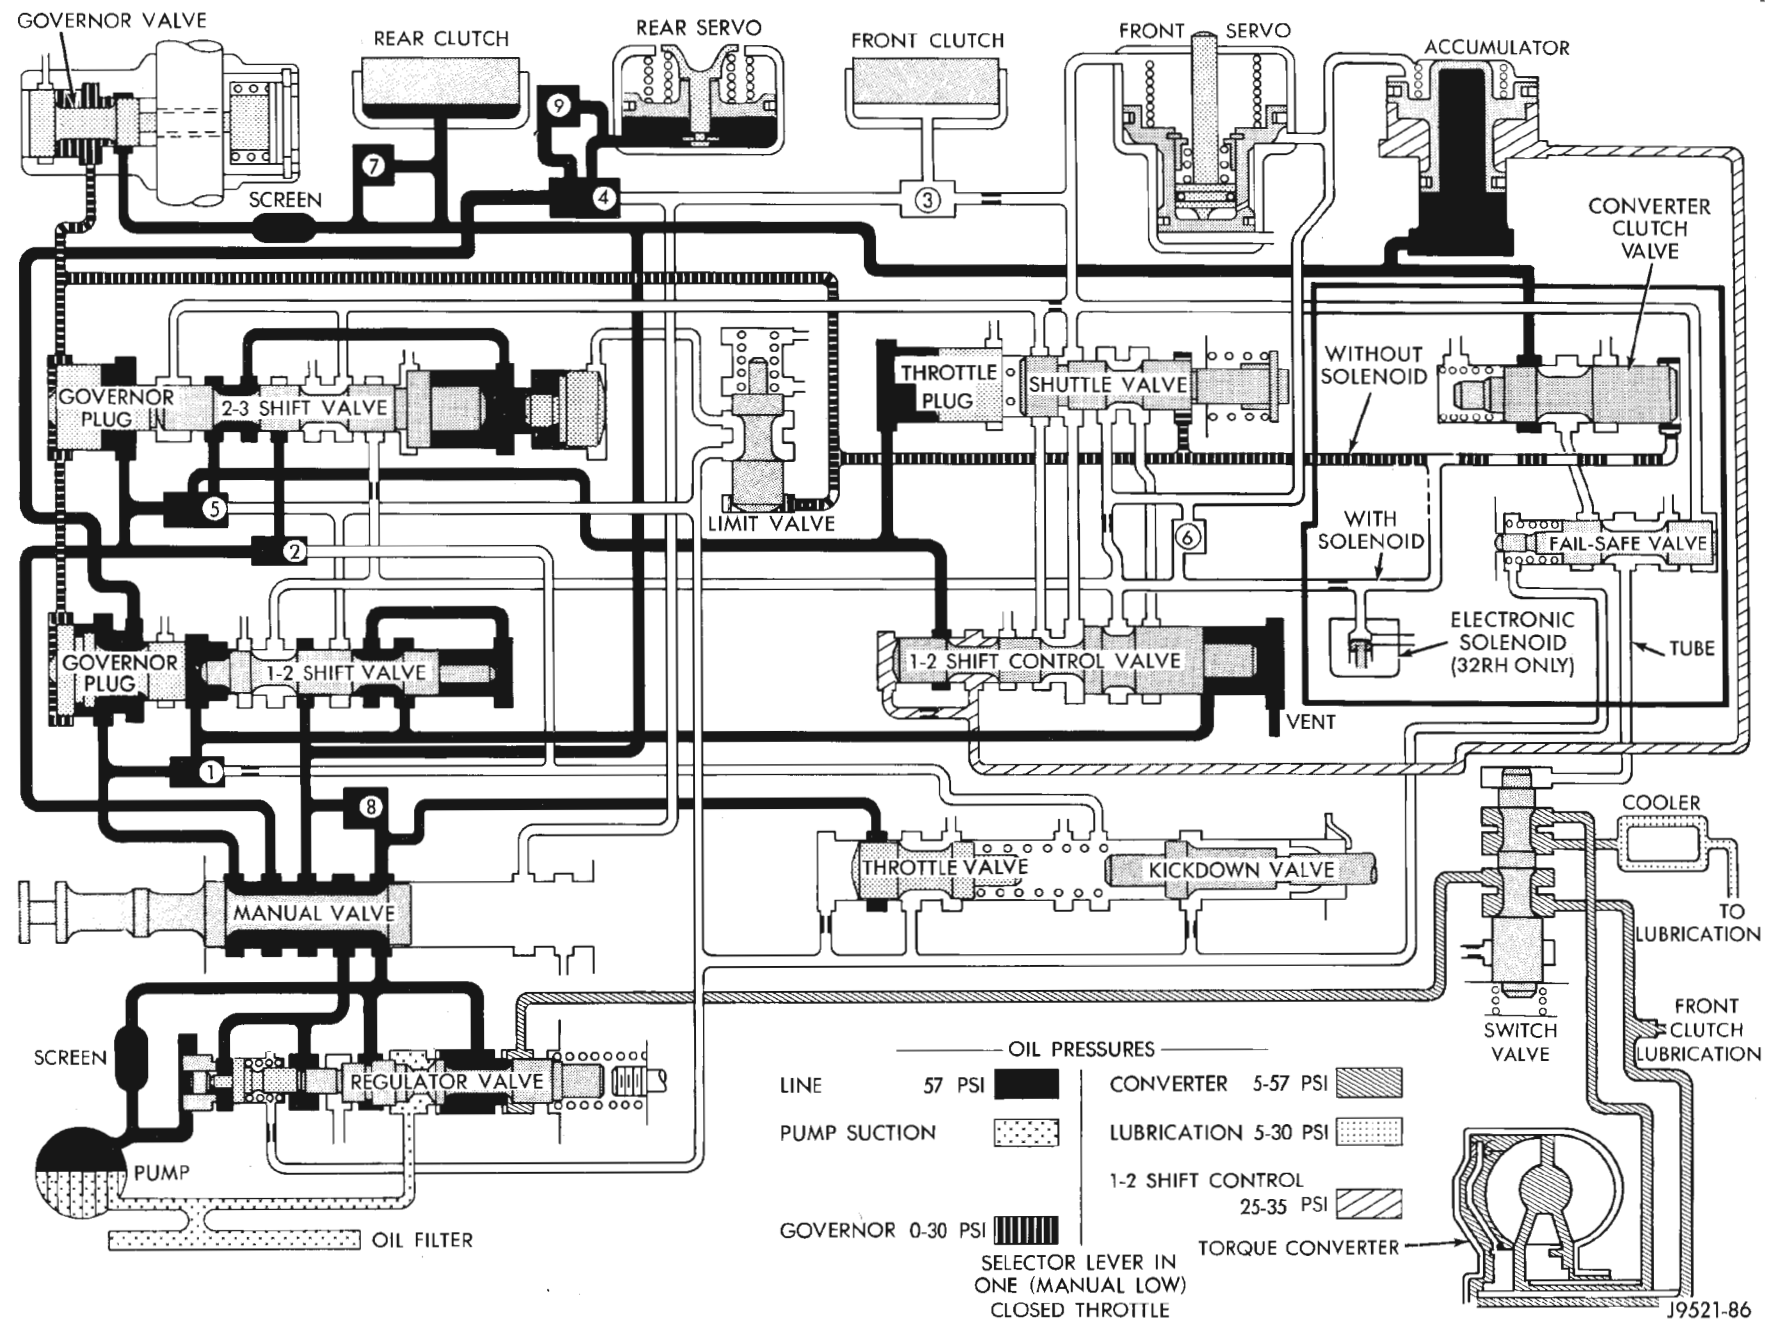 GOVERNOR VALVE
REAR CLUTCH
REAR SERVO
FRONT CLUTCH
FRONT SERVO
ACCUMULATOR
9
7
4
3
SCREEN
CONVERTER
CLUTCH
VALVE
GOVERNOR
PLUG
2-3 SHIFT VALVE
THROTTLE
PLUG
SHUTTLE VALVE
WITHOUT
SOLENOID
LIMIT VALVE
5
2
6
WITH
SOLENOID
FAIL-SAFE VALVE
GOVERNOR
PLUG
1-2 SHIFT VALVE
1-2 SHIFT CONTROL VALVE
ELECTRONIC
SOLENOID
(32RH ONLY)
TUBE
VENT
1
8
THROTTLE VALVE
KICKDOWN VALVE
COOLER
MANUAL VALVE
TO
LUBRICATION
SCREEN
REGULATOR VALVE
SWITCH
VALVE
FRONT
CLUTCH
LUBRICATION
PUMP
OIL FILTER
OIL PRESSURES
LINE 57 PSI
PUMP SUCTION
GOVERNOR 0-30 PSI
CONVERTER 5-57 PSI
LUBRICATION 5-30 PSI
1-2 SHIFT CONTROL
25-35 PSI
SELECTOR LEVER IN
ONE (MANUAL LOW)
CLOSED THROTTLE
TORQUE CONVERTER
J9521-86